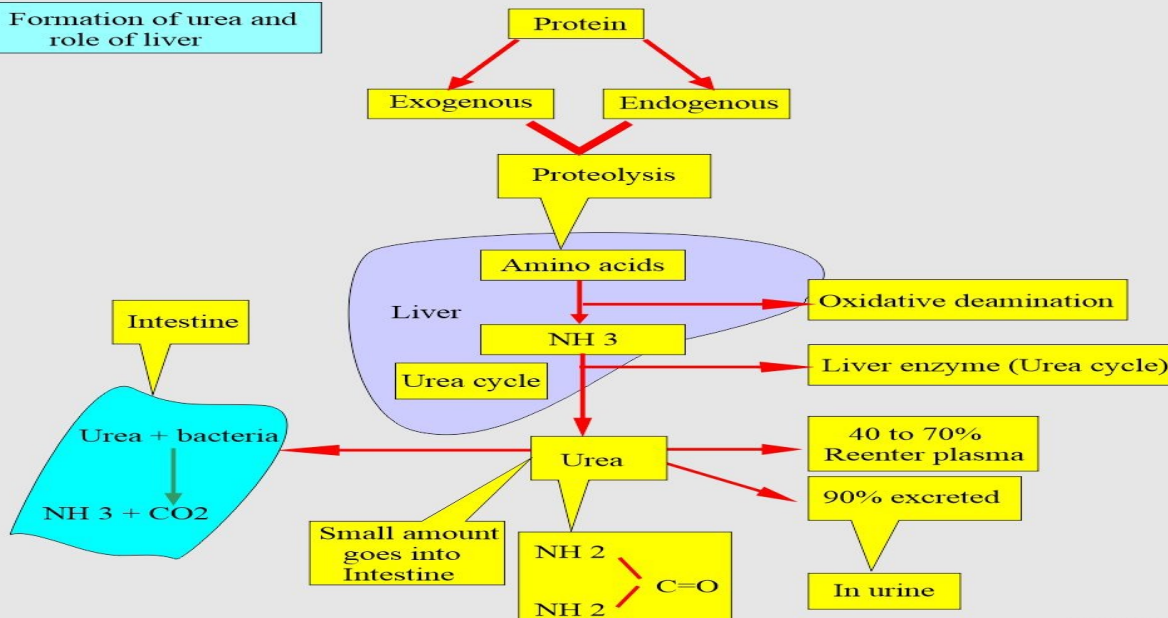 Formation of urea and
role of liver
Protein
Exogenous
Endogenous
Proteolysis
Amino acids
Oxidative deamination
Liver
Intestine
NH 3
Urea cycle
Liver enzyme (Urea cycle)
Urea + bacteria
NH 3 + CO2
Urea
40 to 70%
Reenter plasma
90% excreted
Small amount
goes into
Intestine
NH 2
C=O
NH 2
In urine